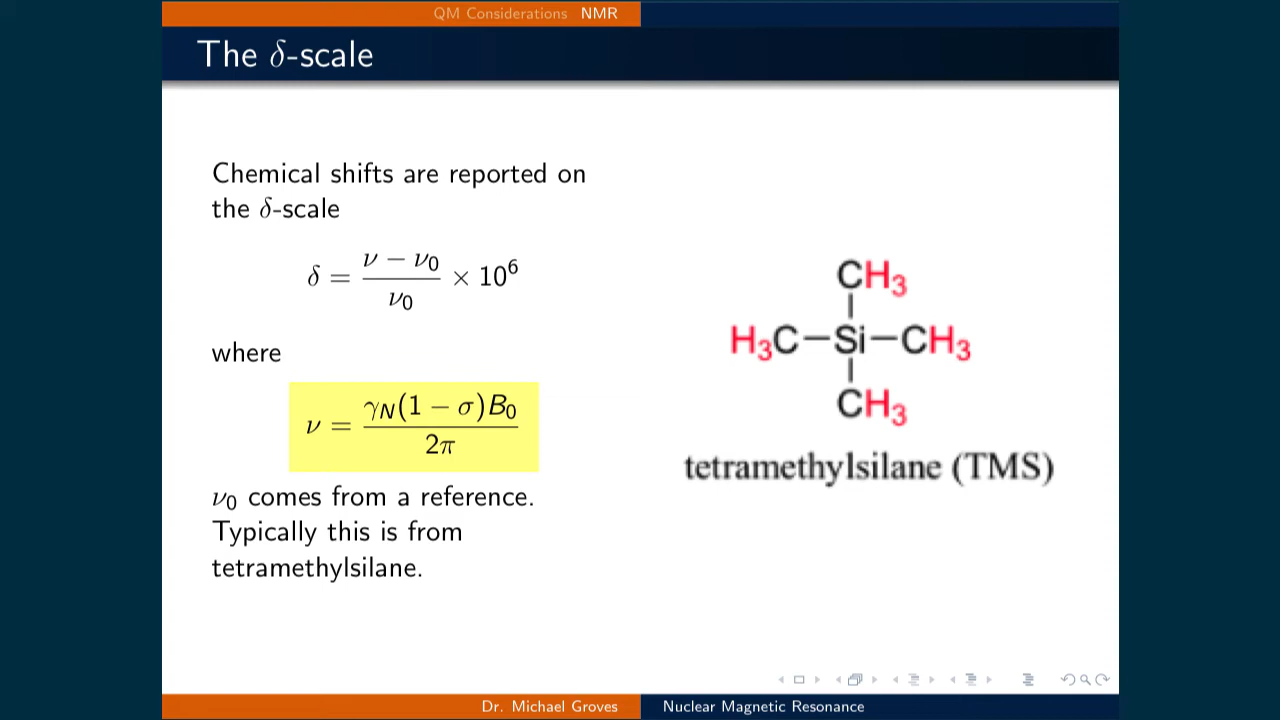 QM Considerations NMR
The δ-scale
Chemical shifts are reported on
the δ-scale
δ = (ν − ν₀)/ν₀ × 10⁶
where
ν = γ_N(1 − σ)B₀/2π
ν₀ comes from a reference.
Typically this is from
tetramethylsilane.
CH₃
H₃C–Si–CH₃
CH₃
tetramethylsilane (TMS)
Dr. Michael Groves Nuclear Magnetic Resonance